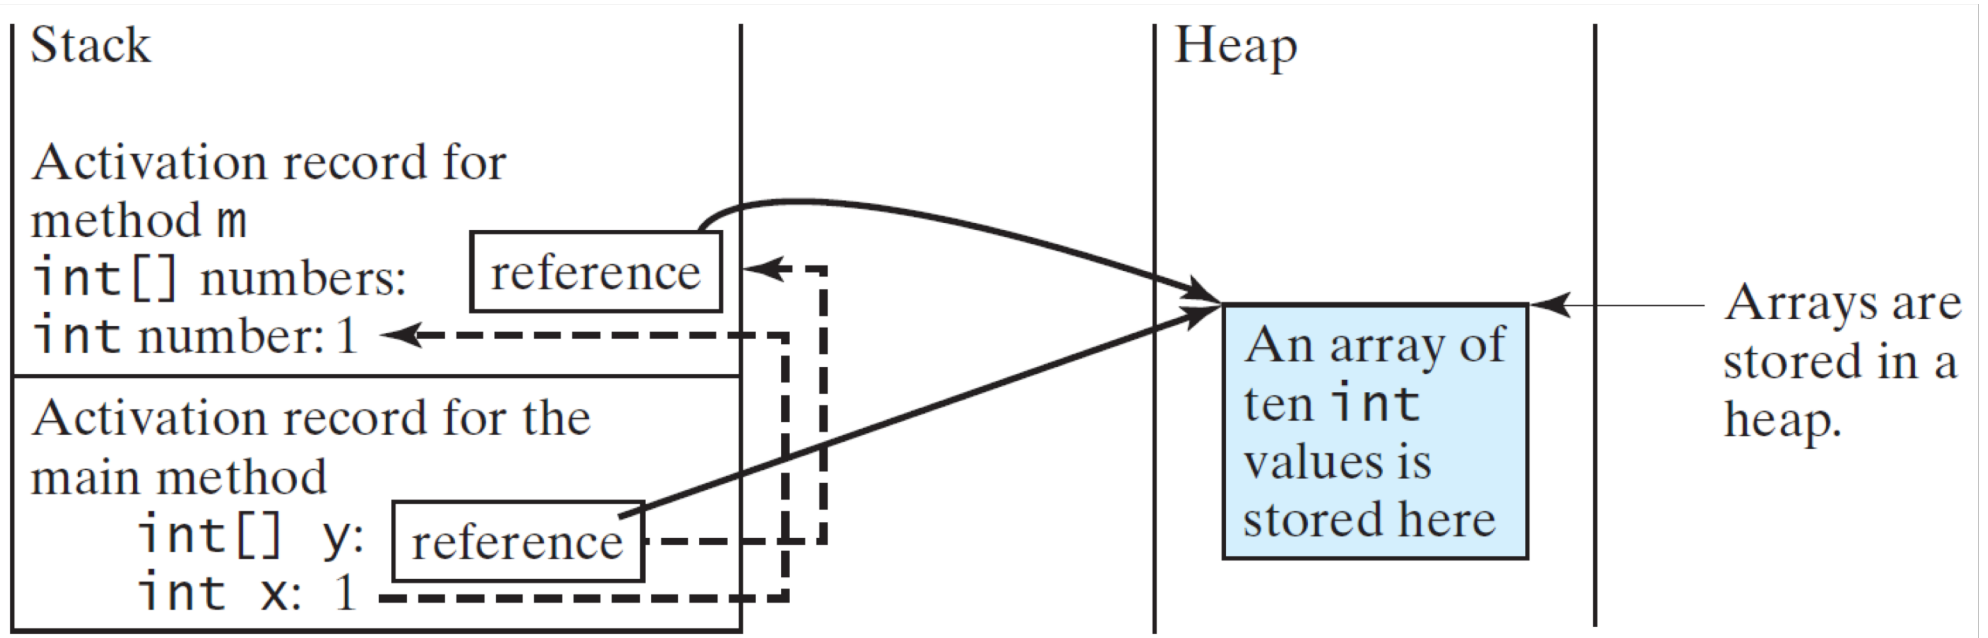 Stack
Activation record for
method m
int[] numbers:
reference
int number: 1
Activation record for the
main method
int[] y:
reference
int x: 1
Heap
An array of
ten int
values is
stored here
Arrays are
stored in a
heap.